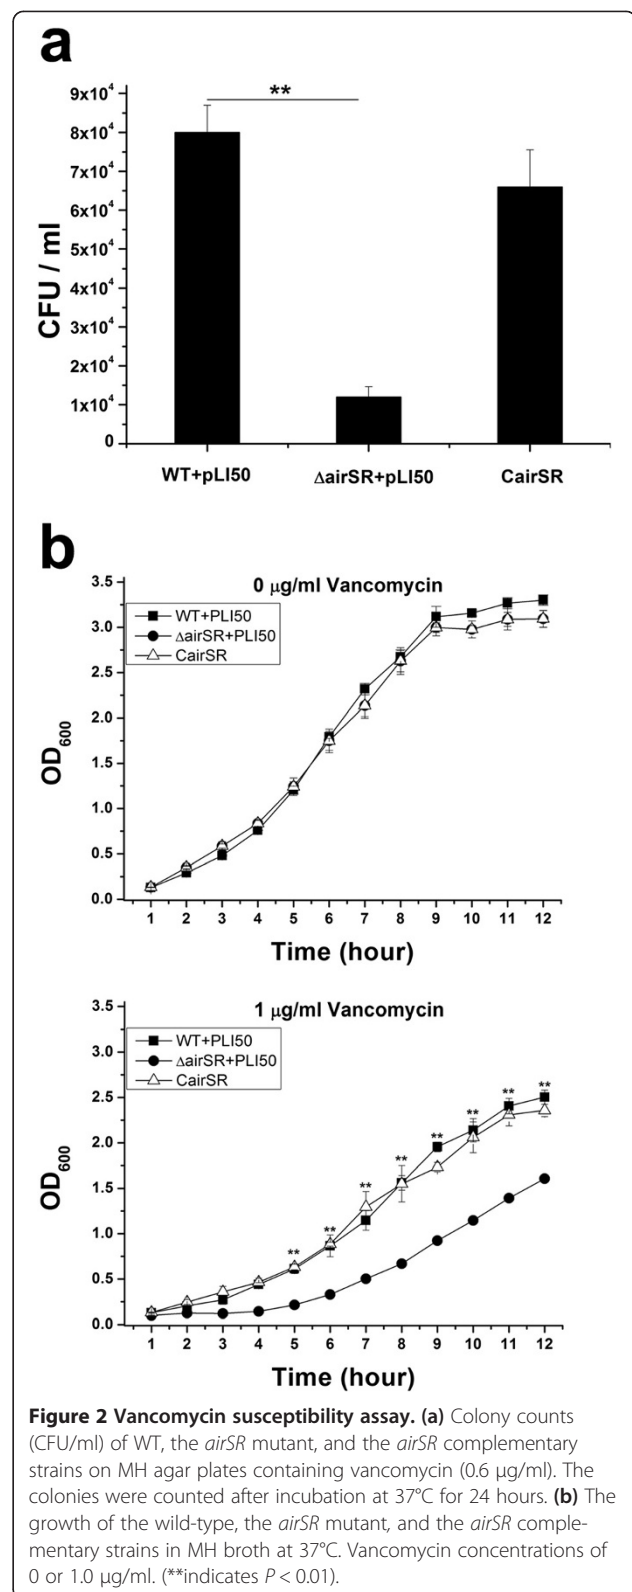 a
**
9x10⁴
8x10⁴
7x10⁴
6x10⁴
5x10⁴
4x10⁴
3x10⁴
2x10⁴
1x10⁴
0
CFU / ml
WT+pLI50 ΔairSR+pLI50 CairSR
b
0 μg/ml Vancomycin
WT+PLI50
ΔairSR+PLI50
CairSR
3.5
3.0
2.5
2.0
1.5
1.0
0.5
0.0
OD₆₀₀
1 2 3 4 5 6 7 8 9 10 11 12
Time (hour)
1 μg/ml Vancomycin
WT+PLI50
ΔairSR+PLI50
CairSR
3.5
3.0
2.5
2.0
1.5
1.0
0.5
0.0
OD₆₀₀
** ** ** ** ** ** ** **
1 2 3 4 5 6 7 8 9 10 11 12
Time (hour)
Figure 2 Vancomycin susceptibility assay. (a) Colony counts
(CFU/ml) of WT, the airSR mutant, and the airSR complementary
strains on MH agar plates containing vancomycin (0.6 μg/ml). The
colonies were counted after incubation at 37°C for 24 hours. (b) The
growth of the wild-type, the airSR mutant, and the airSR comple-
mentary strains in MH broth at 37°C. Vancomycin concentrations of
0 or 1.0 μg/ml. (**indicates P < 0.01).